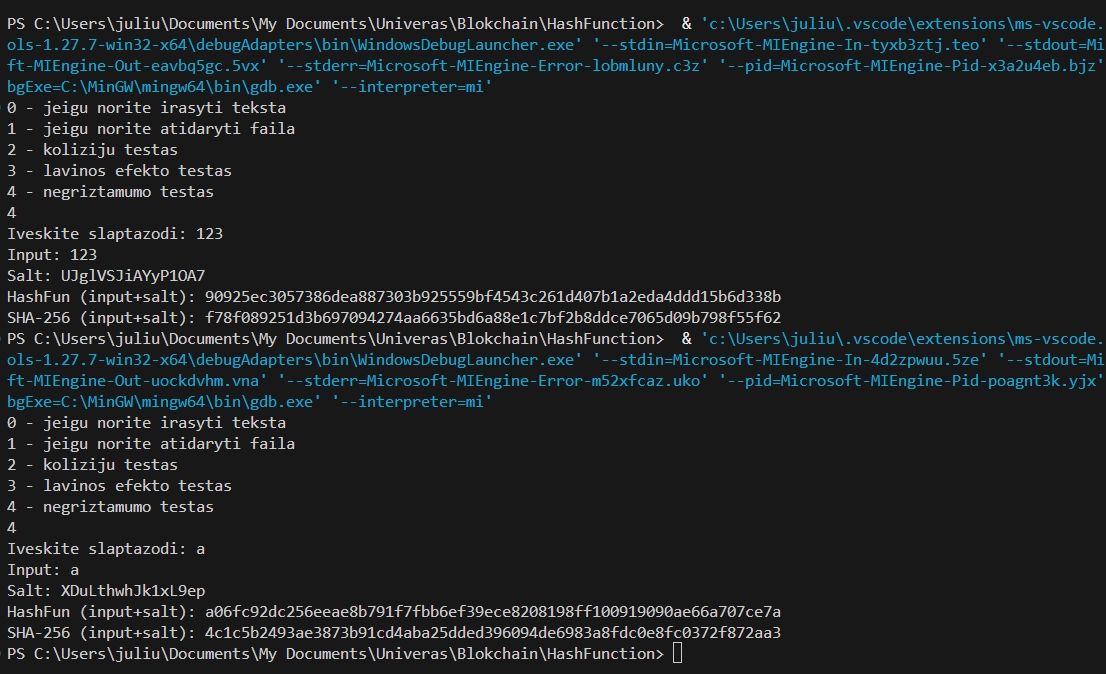 PS C:\Users\juliu\Documents\My Documents\Univeras\Blokchain\HashFunction>  & 'c:\Users\juliu\.vscode\extensions\ms-vscode.
ols-1.27.7-win32-x64\debugAdapters\bin\WindowsDebugLauncher.exe' '--stdin=Microsoft-MIEngine-In-tyxb3ztj.teo' '--stdout=Mi
ft-MIEngine-Out-eavbq5gc.5vx' '--stderr=Microsoft-MIEngine-Error-lobmluny.c3z' '--pid=Microsoft-MIEngine-Pid-x3a2u4eb.bjz'
bgExe=C:\MinGW\mingw64\bin\gdb.exe' '--interpreter=mi'
0 - jeigu norite irasyti teksta
1 - jeigu norite atidaryti faila
2 - koliziju testas
3 - lavinos efekto testas
4 - negriztamumo testas
4
Iveskite slaptazodi: 123
Input: 123
Salt: UJglVSJiAYyP1OA7
HashFun (input+salt): 90925ec3057386dea887303b925559bf4543c261d407b1a2eda4ddd15b6d338b
SHA-256 (input+salt): f78f089251d3b697094274aa6635bd6a88e1c7bf2b8ddce7065d09b798f55f62
PS C:\Users\juliu\Documents\My Documents\Univeras\Blokchain\HashFunction>  & 'c:\Users\juliu\.vscode\extensions\ms-vscode.
ols-1.27.7-win32-x64\debugAdapters\bin\WindowsDebugLauncher.exe' '--stdin=Microsoft-MIEngine-In-4d2zpwuu.5ze' '--stdout=Mi
ft-MIEngine-Out-uockdvhm.vna' '--stderr=Microsoft-MIEngine-Error-m52xfcaz.uko' '--pid=Microsoft-MIEngine-Pid-poagnt3k.yjx'
bgExe=C:\MinGW\mingw64\bin\gdb.exe' '--interpreter=mi'
0 - jeigu norite irasyti teksta
1 - jeigu norite atidaryti faila
2 - koliziju testas
3 - lavinos efekto testas
4 - negriztamumo testas
4
Iveskite slaptazodi: a
Input: a
Salt: XDuLthwhJk1xL9ep
HashFun (input+salt): a06fc92dc256eeae8b791f7fbb6ef39ece8208198ff100919090ae66a707ce7a
SHA-256 (input+salt): 4c1c5b2493ae3873b91cd4aba25dded396094de6983a8fdc0e8fc0372f872aa3
PS C:\Users\juliu\Documents\My Documents\Univeras\Blokchain\HashFunction>